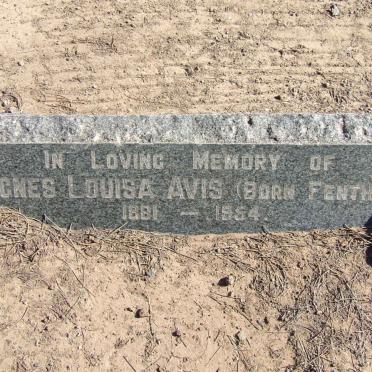 IN LOVING MEMORY OF
GNES LOUISA AVIS (BORN FENTH
1881 — 1954.